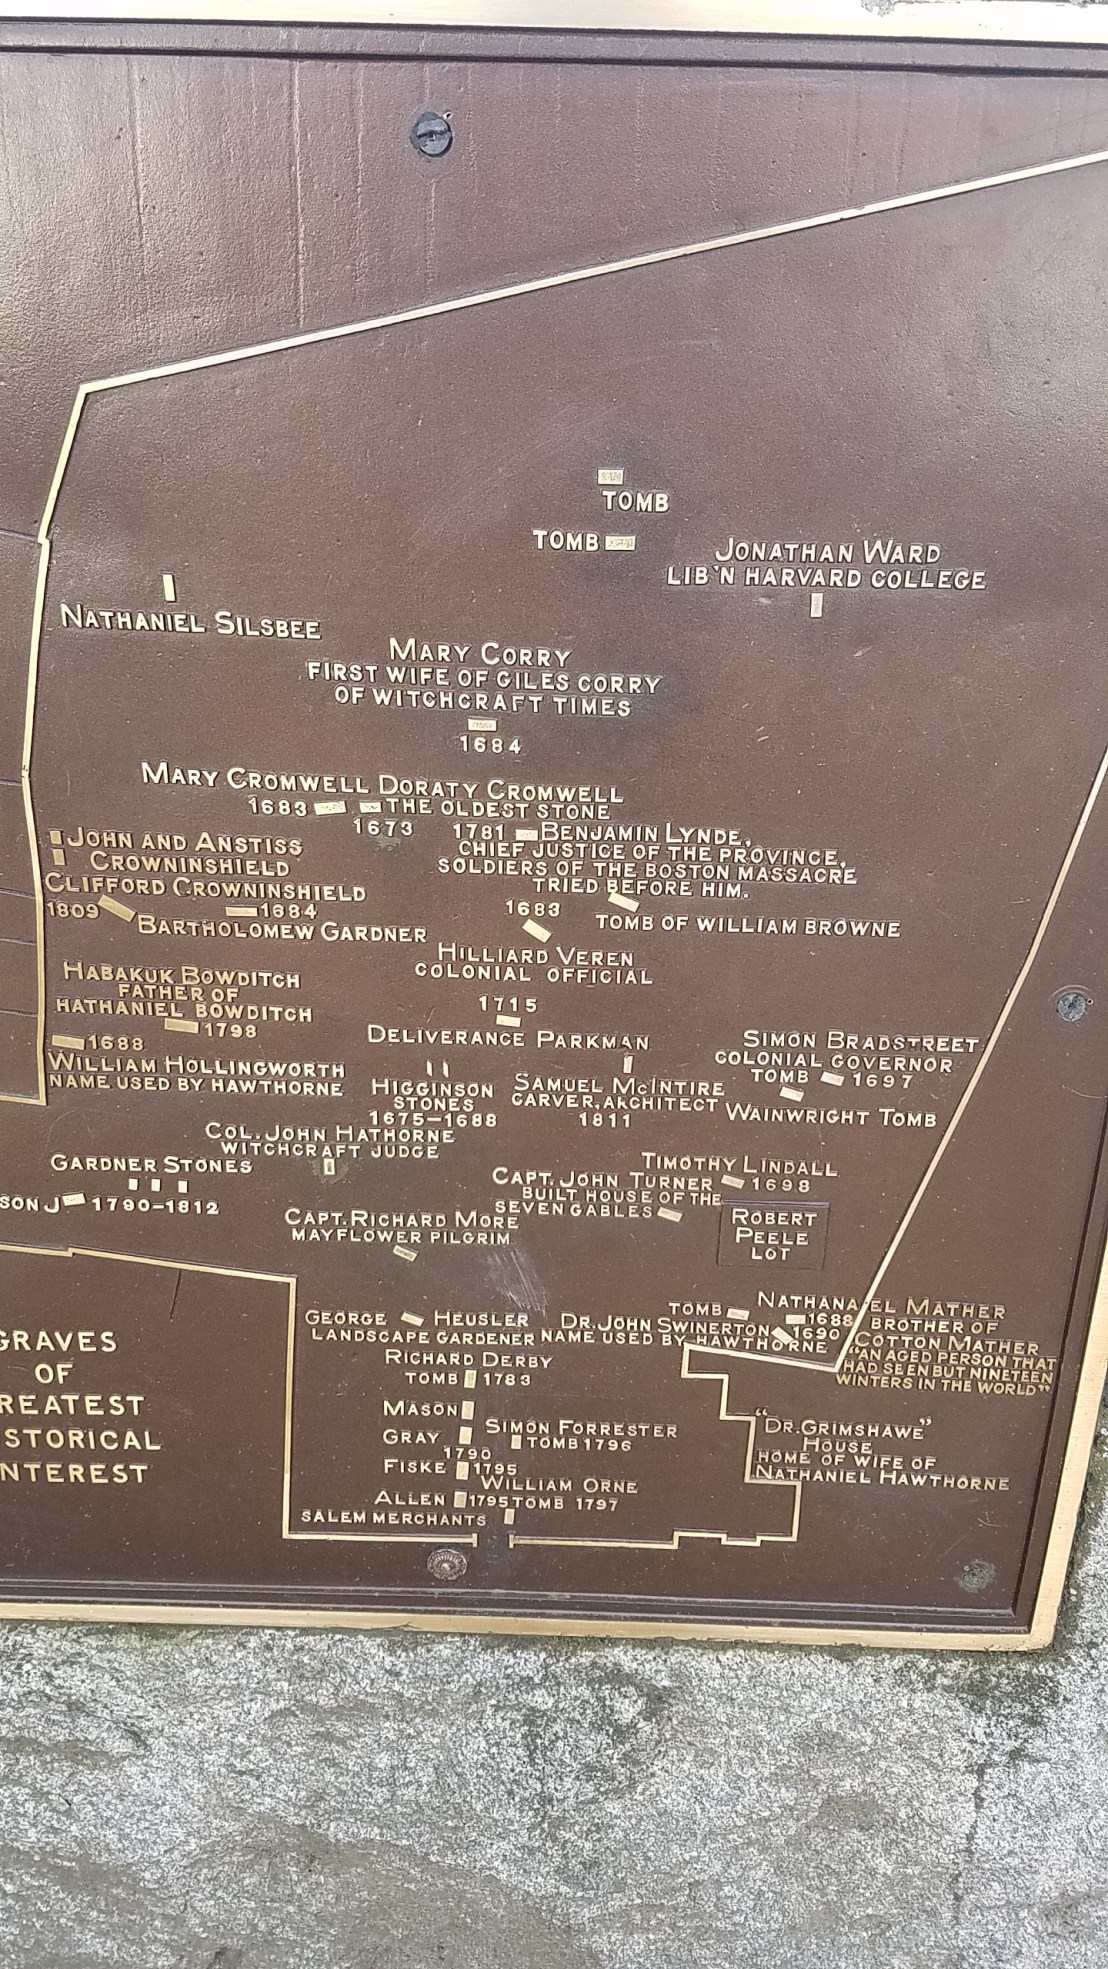 TOMB
TOMB
JONATHAN WARD
LIB'N HARVARD COLLEGE
NATHANIEL SILSBEE
MARY CORRY
FIRST WIFE OF GILES CORRY
OF WITCHCRAFT TIMES
1684
MARY CROMWELL DORATY CROMWELL
1683 THE OLDEST STONE
1673
1781 BENJAMIN LYNDE,
CHIEF JUSTICE OF THE PROVINCE,
SOLDIERS OF THE BOSTON MASSACRE
TRIED BEFORE HIM.
JOHN AND ANSTISS
CROWNINSHIELD
CLIFFORD CROWNINSHIELD
1809 1684
BARTHOLOMEW GARDNER
1683
TOMB OF WILLIAM BROWNE
HILLIARD VEREN
COLONIAL OFFICIAL
HABAKUK BOWDITCH
FATHER OF
HATHANIEL BOWDITCH
1798
1688
WILLIAM HOLLINGWORTH
NAME USED BY HAWTHORNE
1715
DELIVERANCE PARKMAN
HIGGINSON
STONES
1675-1688
SAMUEL MCINTIRE
CARVER, ARCHITECT
1811
SIMON BRADSTREET
COLONIAL GOVERNOR
TOMB 1697
WAINWRIGHT TOMB
COL. JOHN HATHORNE
WITCHCRAFT JUDGE
GARDNER STONES
SON J 1790-1812
TIMOTHY LINDALL
1698
CAPT. JOHN TURNER
BUILT HOUSE OF THE
SEVEN GABLES
ROBERT
PEELE
LOT
CAPT. RICHARD MORE
MAYFLOWER PILGRIM
GEORGE HEUSLER
LANDSCAPE GARDENER
TOMB
DR. JOHN SWINERTON 1690
NAME USED BY HAWTHORNE
NATHANAEL MATHER
1688 BROTHER OF
COTTON MATHER
"AN AGED PERSON THAT
HAD SEEN BUT NINETEEN
WINTERS IN THE WORLD"
RICHARD DERBY
TOMB 1783
MASON
GRAY
1790
SIMON FORRESTER
TOMB 1796
FISKE 1795
WILLIAM ORNE
TOMB 1797
ALLEN 1795
SALEM MERCHANTS
"DR. GRIMSHAWE"
HOUSE
HOME OF WIFE OF
NATHANIEL HAWTHORNE
GRAVES
OF
REATEST
ISTORICAL
NTEREST